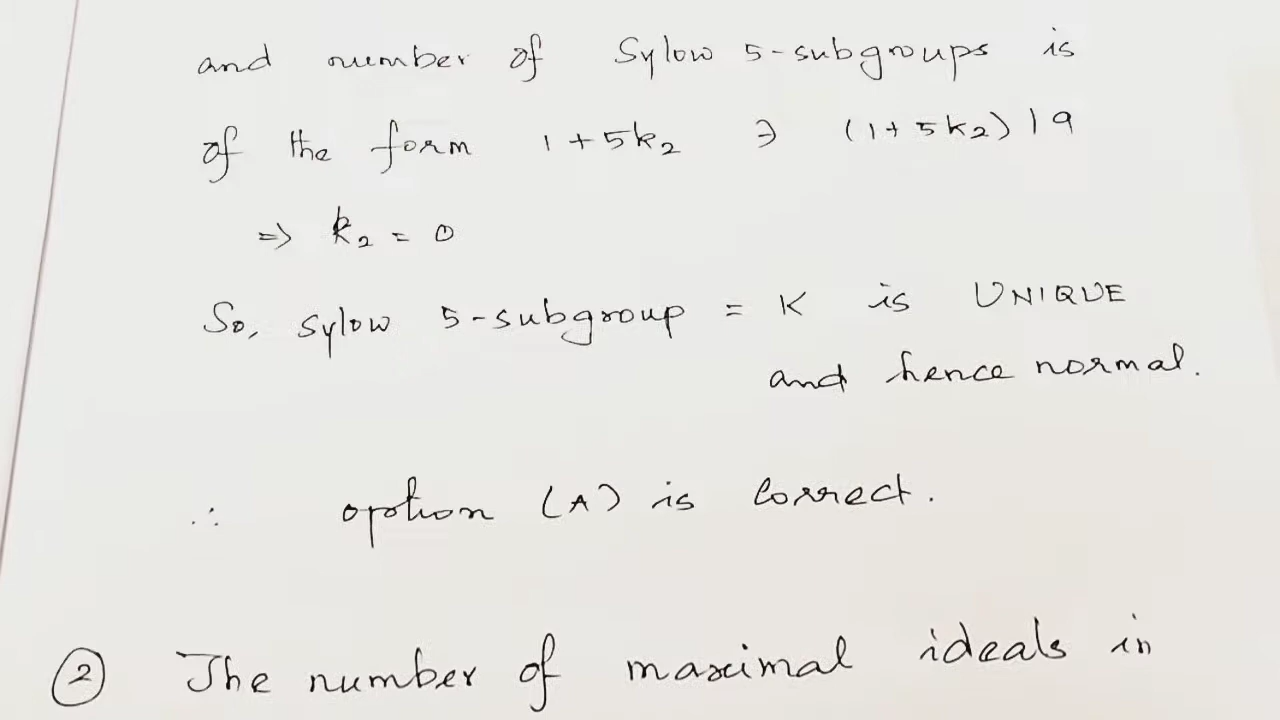 and number of Sylow 5-subgroups is
of the form 1+5k₂ ∋ (1+5k₂) | 9
⇒ k₂ = 0
So, sylow 5-subgroup = K is UNIQUE
and hence normal.
∴ option (A) is correct.
② The number of maximal ideals in